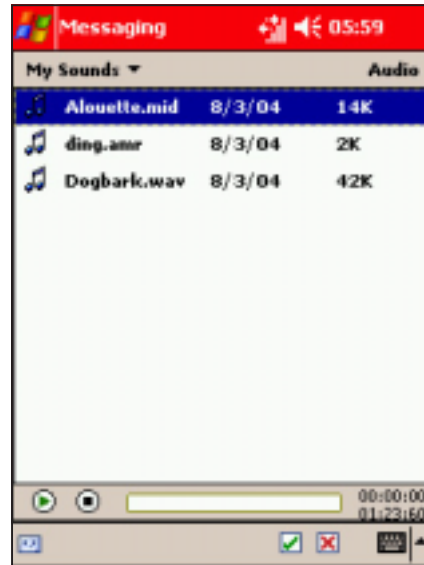 Messaging 05:59
My Sounds Audio
Alouette.mid 8/3/04 14K
ding.amr 8/3/04 2K
Dogbark.wav 8/3/04 42K
00:00:00
01:23:60